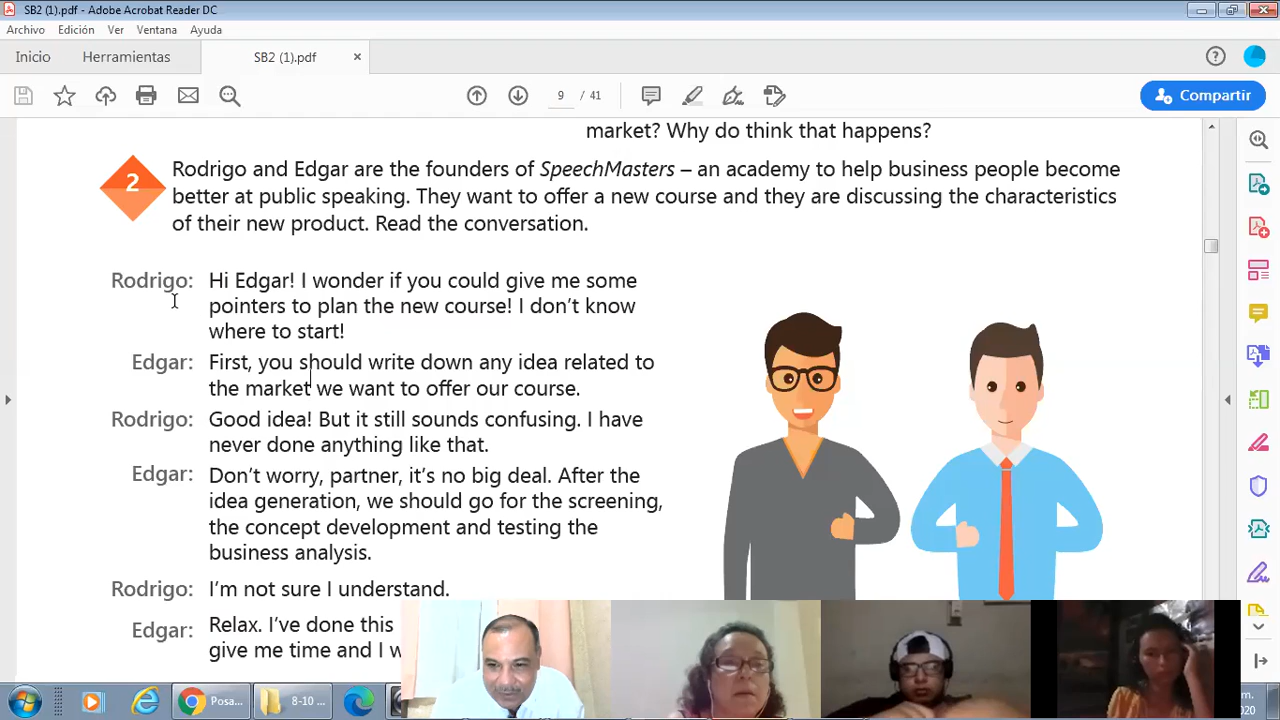 SB2 (1).pdf - Adobe Acrobat Reader DC
Archivo Edición Ver Ventana Ayuda
Inicio Herramientas SB2 (1).pdf ×
9 / 41 Compartir
market? Why do think that happens?
2 Rodrigo and Edgar are the founders of SpeechMasters – an academy to help business people become
better at public speaking. They want to offer a new course and they are discussing the characteristics
of their new product. Read the conversation.
Rodrigo: Hi Edgar! I wonder if you could give me some
pointers to plan the new course! I don't know
where to start!
Edgar: First, you should write down any idea related to
the market we want to offer our course.
Rodrigo: Good idea! But it still sounds confusing. I have
never done anything like that.
Edgar: Don't worry, partner, it's no big deal. After the
idea generation, we should go for the screening,
the concept development and testing the
business analysis.
Rodrigo: I'm not sure I understand.
Edgar: Relax. I've done this
give me time and I w
Posa... 8-10 ...